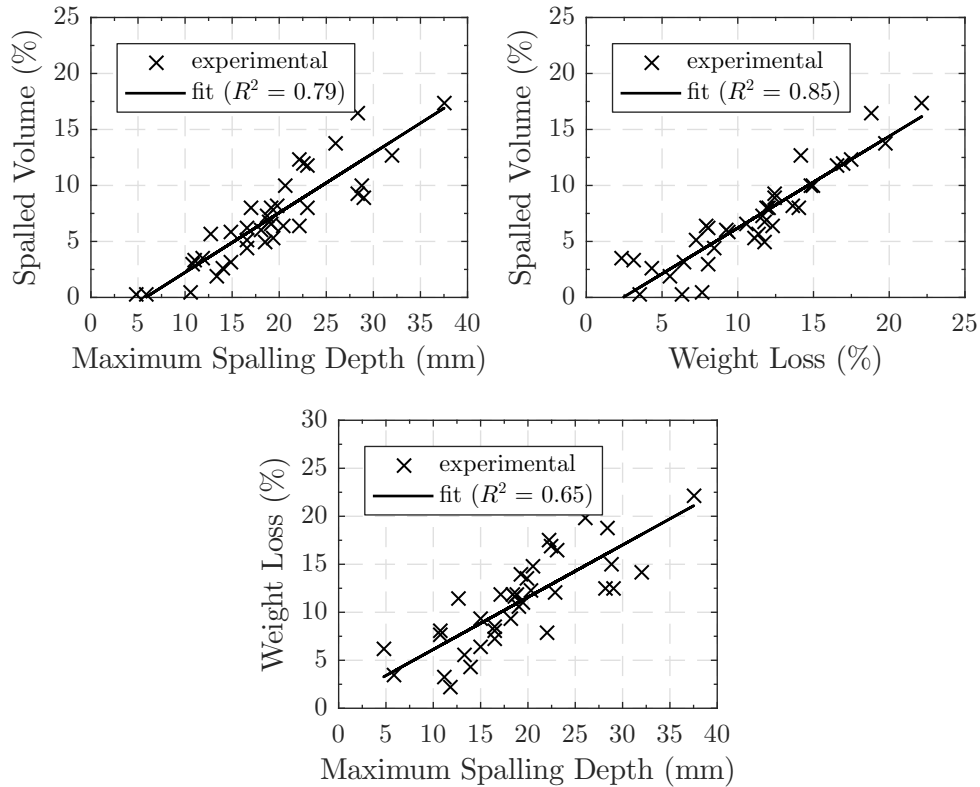 25
20
15
10
5
0
Spalled Volume (%)
experimental
fit (R² = 0.79)
0 5 10 15 20 25 30 35 40
Maximum Spalling Depth (mm)
25
20
15
10
5
0
Spalled Volume (%)
experimental
fit (R² = 0.85)
0 5 10 15 20 25
Weight Loss (%)
30
25
20
15
10
5
0
Weight Loss (%)
experimental
fit (R² = 0.65)
0 5 10 15 20 25 30 35 40
Maximum Spalling Depth (mm)